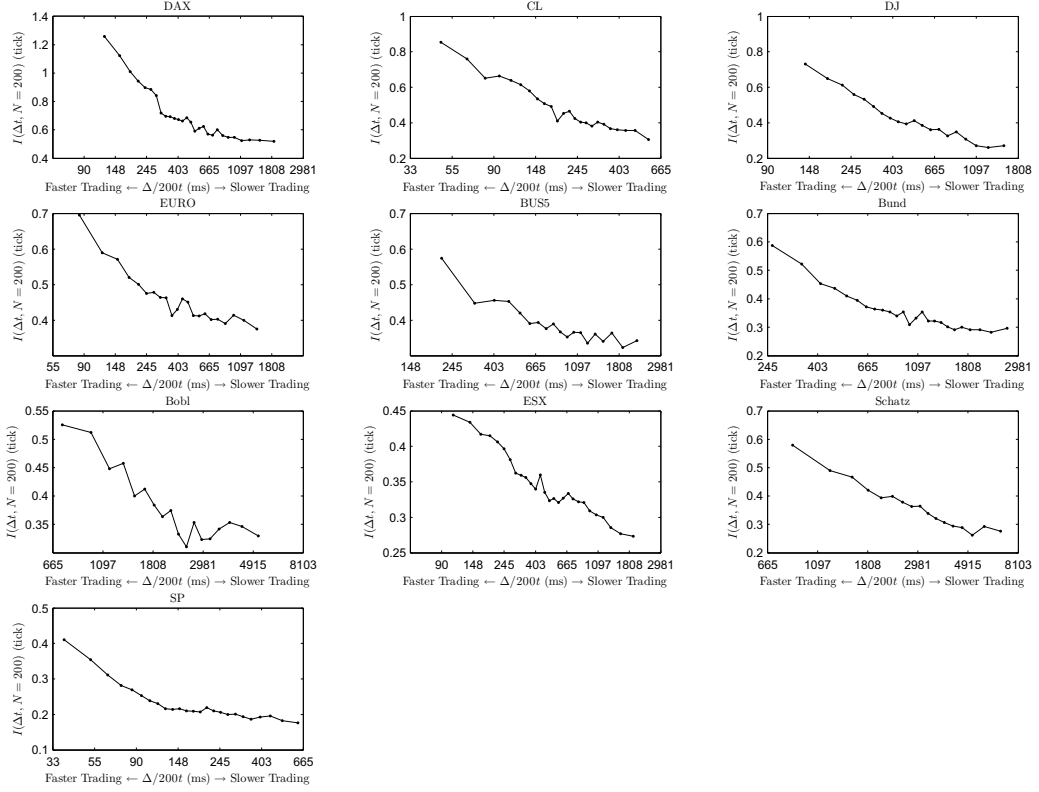 DAX
I(Δt, N = 200) (tick)
1.4
1.2
1
0.8
0.6
0.4
90 148 245 403 665 1097 1808 2981
Faster Trading ← Δ/200t (ms) → Slower Trading
CL
I(Δt, N = 200) (tick)
1
0.8
0.6
0.4
0.2
33 55 90 148 245 403 665
Faster Trading ← Δ/200t (ms) → Slower Trading
DJ
I(Δt, N = 200) (tick)
1
0.8
0.6
0.4
0.2
90 148 245 403 665 1097 1808
Faster Trading ← Δ/200t (ms) → Slower Trading
EURO
I(Δt, N = 200) (tick)
0.7
0.6
0.5
0.4
55 90 148 245 403 665 1097 1808
Faster Trading ← Δ/200t (ms) → Slower Trading
BUS5
I(Δt, N = 200) (tick)
0.7
0.6
0.5
0.4
148 245 403 665 1097 1808 2981
Faster Trading ← Δ/200t (ms) → Slower Trading
Bund
I(Δt, N = 200) (tick)
0.7
0.6
0.5
0.4
0.3
0.2
245 403 665 1097 1808 2981
Faster Trading ← Δ/200t (ms) → Slower Trading
Bobl
I(Δt, N = 200) (tick)
0.55
0.5
0.45
0.4
0.35
665 1097 1808 2981 4915 8103
Faster Trading ← Δ/200t (ms) → Slower Trading
ESX
I(Δt, N = 200) (tick)
0.45
0.4
0.35
0.3
0.25
90 148 245 403 665 1097 1808 2981
Faster Trading ← Δ/200t (ms) → Slower Trading
Schatz
I(Δt, N = 200) (tick)
0.7
0.6
0.5
0.4
0.3
0.2
665 1097 1808 2981 4915 8103
Faster Trading ← Δ/200t (ms) → Slower Trading
SP
I(Δt, N = 200) (tick)
0.5
0.4
0.3
0.2
0.1
33 55 90 148 245 403 665
Faster Trading ← Δ/200t (ms) → Slower Trading